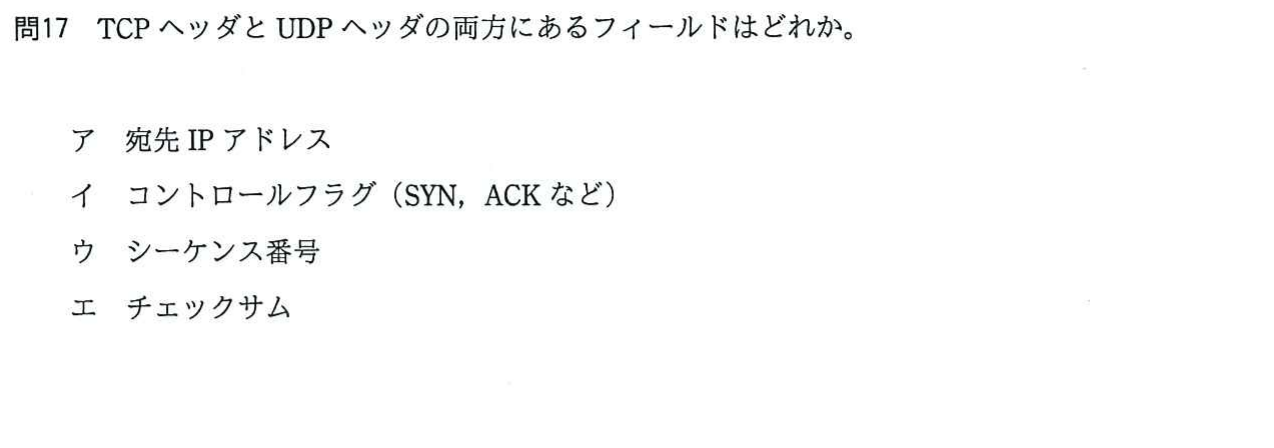 問17 TCP ヘッダと UDP ヘッダの両方にあるフィールドはどれか。
ア 宛先 IP アドレス
イ コントロールフラグ（SYN，ACK など）
ウ シーケンス番号
エ チェックサム